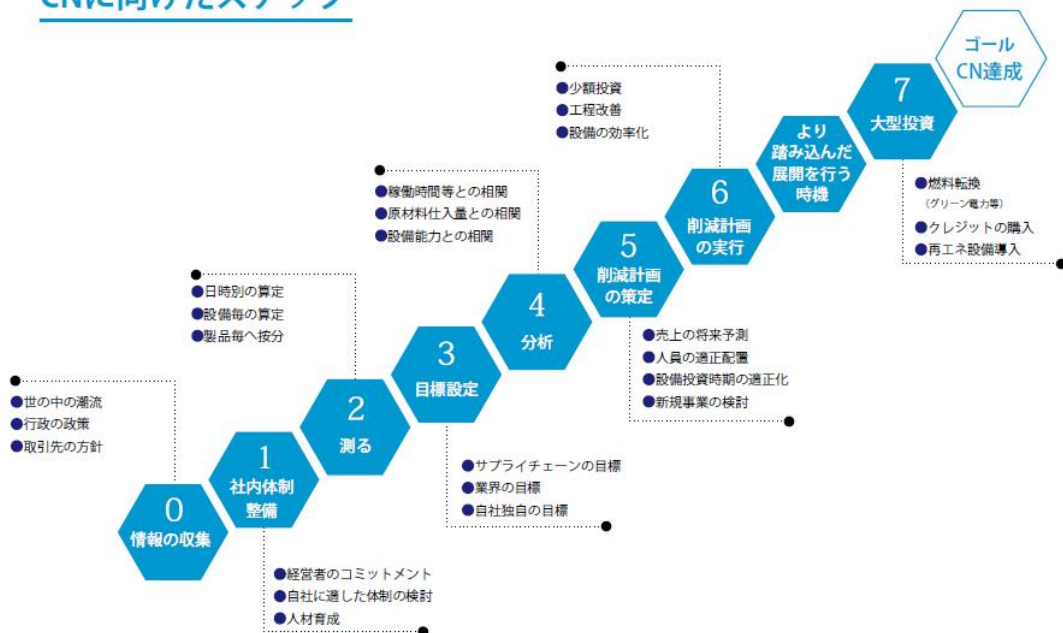 CNに向けたステップ
0
情報の収集
●世の中の潮流
●行政の政策
●取引先の方針
1
社内体制
整備
●経営者のコミットメント
●自社に適した体制の検討
●人材育成
2
測る
●日時別の算定
●設備毎の算定
●製品毎へ按分
3
目標設定
●サプライチェーンの目標
●業界の目標
●自社独自の目標
4
分析
●稼働時間等との相関
●原材料仕入量との相関
●設備能力との相関
5
削減計画
の策定
●売上の将来予測
●人員の適正配置
●設備投資時期の適正化
●新規事業の検討
6
削減計画
の実行
●少額投資
●工程改善
●設備の効率化
より
踏み込んだ
展開を行う
時機
7
大型投資
●燃料転換
(グリーン電力等)
●クレジットの購入
●再エネ設備導入
ゴール
CN達成